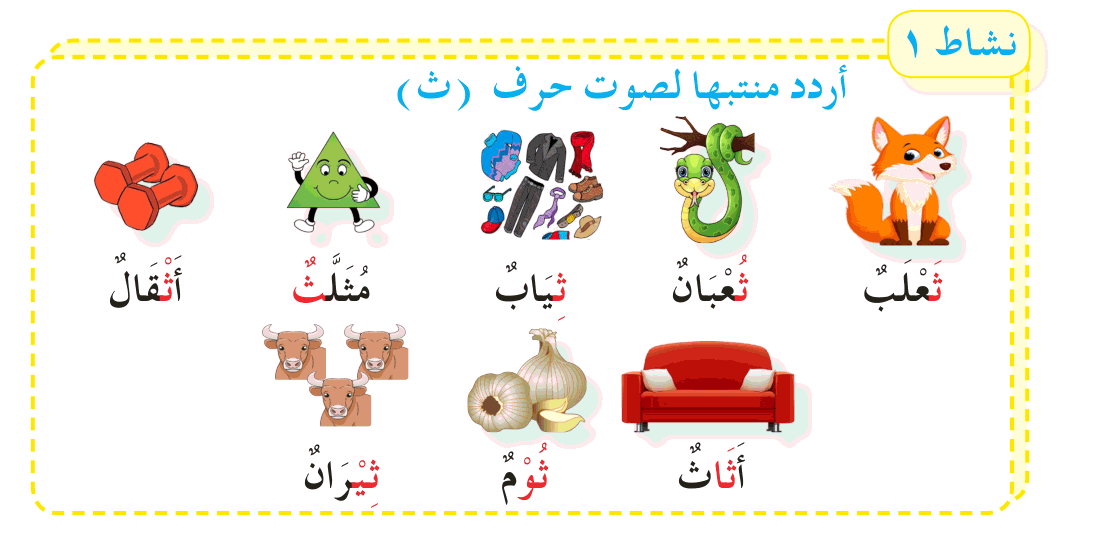 نشاط ١
أردد منتبها لصوت حرف (ث)
ثَعْلَبٌ ثُعْبَانٌ ثِيَابٌ مُثَلَّثٌ أَثْقَالٌ
أَثَاثٌ ثُوْمٌ ثِيْرَانٌ